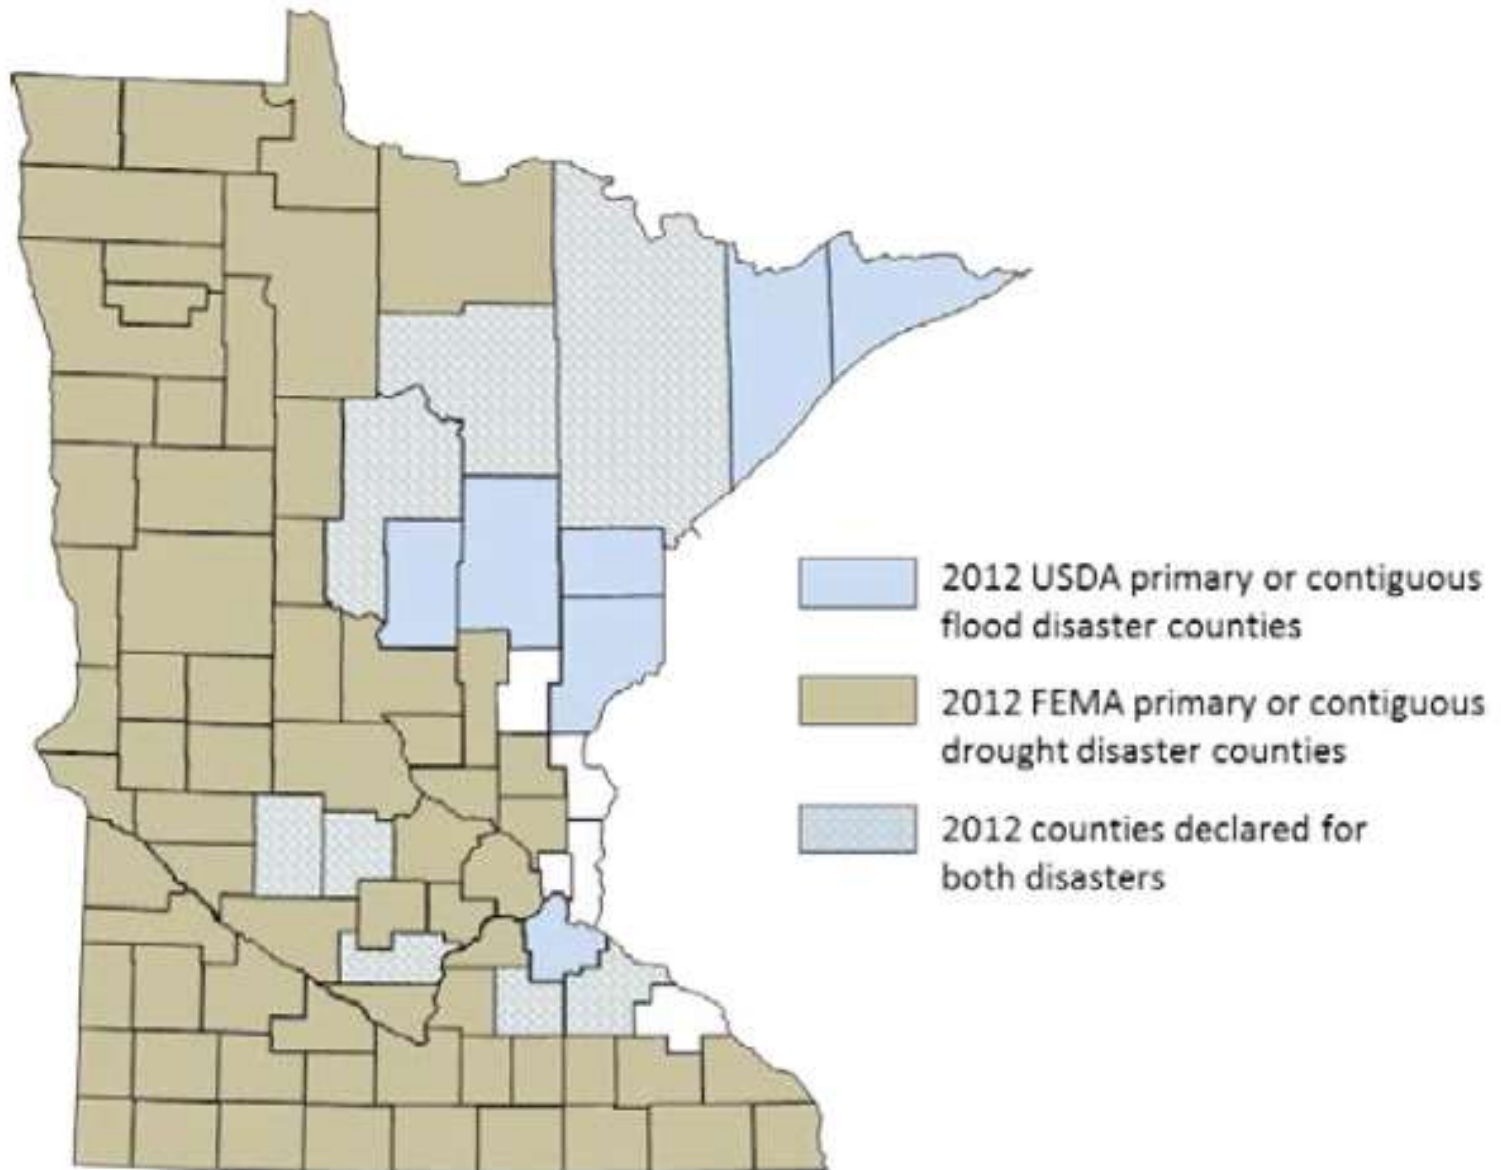 2012 USDA primary or contiguous
flood disaster counties
2012 FEMA primary or contiguous
drought disaster counties
2012 counties declared for
both disasters